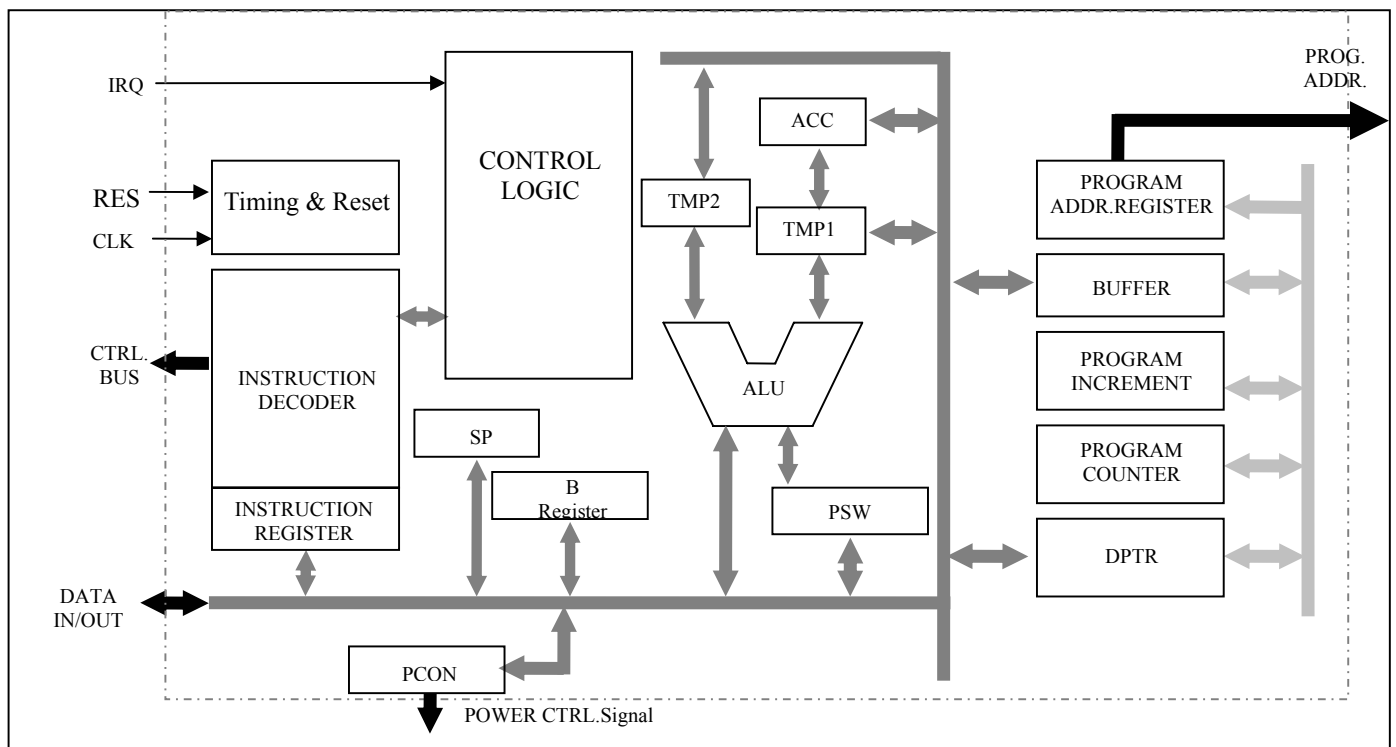 PROG.
ADDR.
IRQ
CONTROL
LOGIC
ACC
RES
CLK
Timing & Reset
TMP2
TMP1
PROGRAM
ADDR.REGISTER
BUFFER
CTRL.
BUS
INSTRUCTION
DECODER
ALU
PROGRAM
INCREMENT
SP
PROGRAM
COUNTER
B
Register
INSTRUCTION
REGISTER
PSW
DPTR
DATA
IN/OUT
PCON
POWER CTRL.Signal